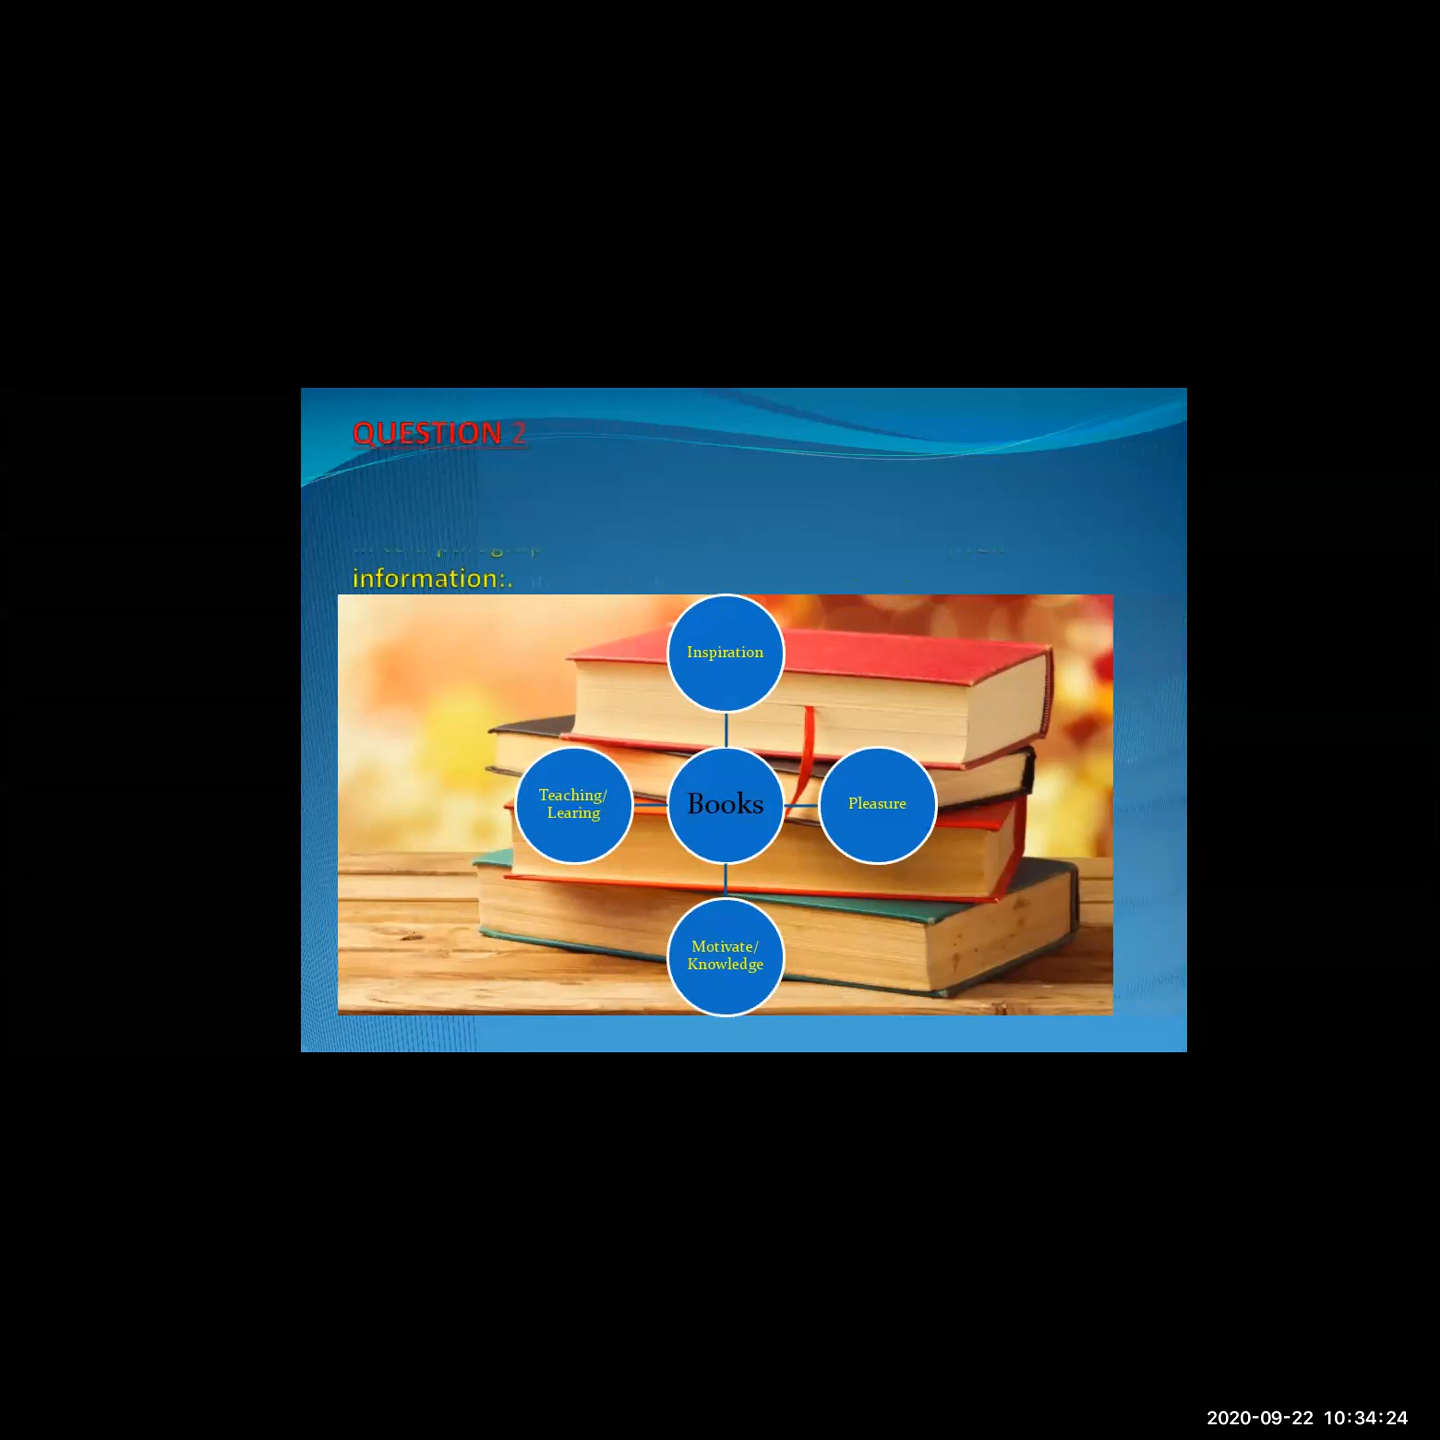 QUESTION 2
information:.
Inspiration
Teaching/
Learing
Books
Pleasure
Motivate/
Knowledge
2020-09-22 10:34:24